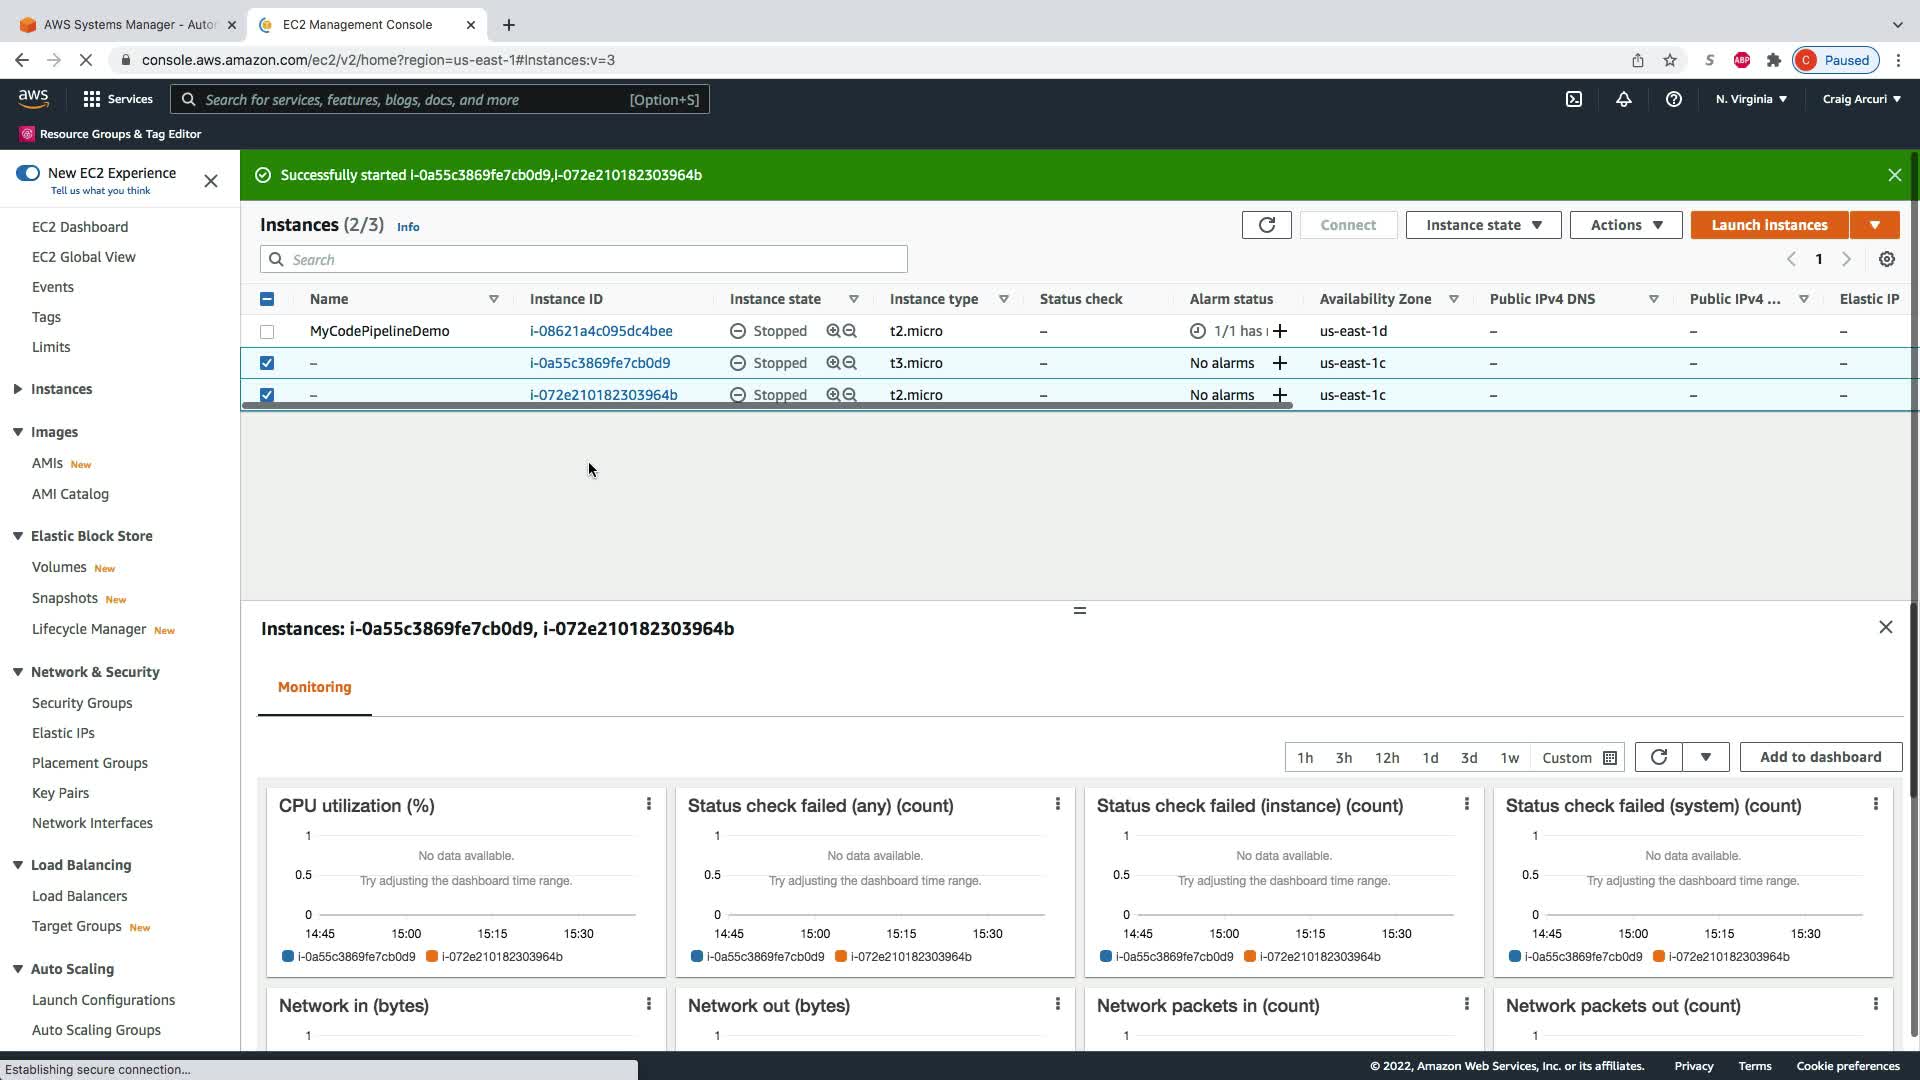 AWS Systems Manager - Auto
EC2 Management Console
console.aws.amazon.com/ec2/v2/home?region=us-east-1#Instances:v=3
S
ABP
C
Paused
aws
Services
Search for services, features, blogs, docs, and more
[Option+S]
N. Virginia
Craig Arcuri
Resource Groups & Tag Editor
New EC2 Experience
Tell us what you think
EC2 Dashboard
EC2 Global View
Events
Tags
Limits
Instances
Images
AMIs New
AMI Catalog
Elastic Block Store
Volumes New
Snapshots New
Lifecycle Manager New
Network & Security
Security Groups
Elastic IPs
Placement Groups
Key Pairs
Network Interfaces
Load Balancing
Load Balancers
Target Groups New
Auto Scaling
Launch Configurations
Auto Scaling Groups
Successfully started i-0a55c3869fe7cb0d9,i-072e210182303964b
Instances (2/3) Info
Connect
Instance state
Actions
Launch instances
Search
1
Name Instance ID Instance state Instance type Status check Alarm status Availability Zone Public IPv4 DNS Public IPv4 ... Elastic IP
MyCodePipelineDemo i-08621a4c095dc4bee Stopped t2.micro – 1/1 has us-east-1d – – –
– i-0a55c3869fe7cb0d9 Stopped t3.micro – No alarms us-east-1c – – –
– i-072e210182303964b Stopped t2.micro – No alarms us-east-1c – – –
Instances: i-0a55c3869fe7cb0d9, i-072e210182303964b
Monitoring
1h 3h 12h 1d 3d 1w Custom
Add to dashboard
CPU utilization (%)
1
No data available.
0.5
Try adjusting the dashboard time range.
0
14:45 15:00 15:15 15:30
i-0a55c3869fe7cb0d9 i-072e210182303964b
Status check failed (any) (count)
1
No data available.
0.5
Try adjusting the dashboard time range.
0
14:45 15:00 15:15 15:30
i-0a55c3869fe7cb0d9 i-072e210182303964b
Status check failed (instance) (count)
1
No data available.
0.5
Try adjusting the dashboard time range.
0
14:45 15:00 15:15 15:30
i-0a55c3869fe7cb0d9 i-072e210182303964b
Status check failed (system) (count)
1
No data available.
0.5
Try adjusting the dashboard time range.
0
14:45 15:00 15:15 15:30
i-0a55c3869fe7cb0d9 i-072e210182303964b
Network in (bytes)
1
Network out (bytes)
1
Network packets in (count)
1
Network packets out (count)
1
Establishing secure connection...
© 2022, Amazon Web Services, Inc. or its affiliates.
Privacy
Terms
Cookie preferences